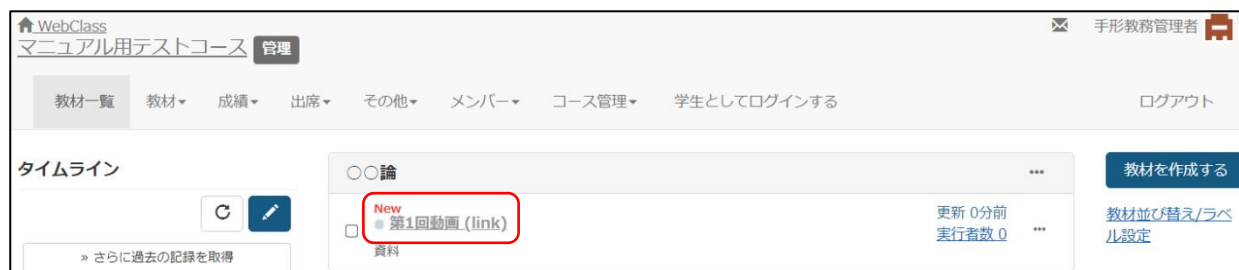 WebClass
手形教務管理者
マニュアル用テストコース 管理
教材一覧 教材 成績 出席 その他 メンバー コース管理 学生としてログインする ログアウト
タイムライン
» さらに過去の記録を取得
○○論
New
第1回動画 (link)
資料
更新 0分前
実行者数 0
教材を作成する
教材並び替え/ラベ
ル設定